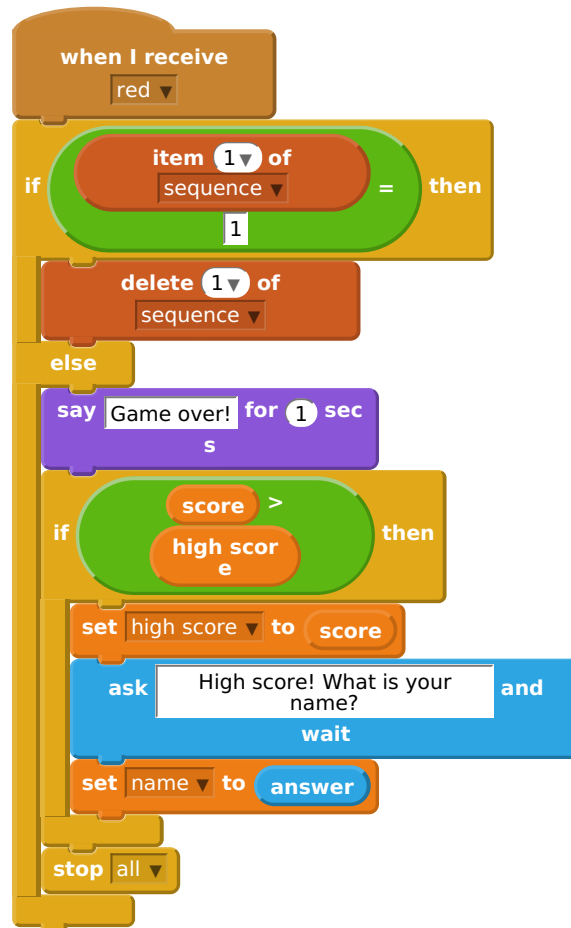 when I receive
red ▼
if item 1▼ of
sequence ▼ = then
1
delete 1▼ of
sequence ▼
else
say Game over! for 1 sec
s
if score > then
high scor
e
set high score ▼ to score
ask High score! What is your and
name?
wait
set name ▼ to answer
stop all ▼